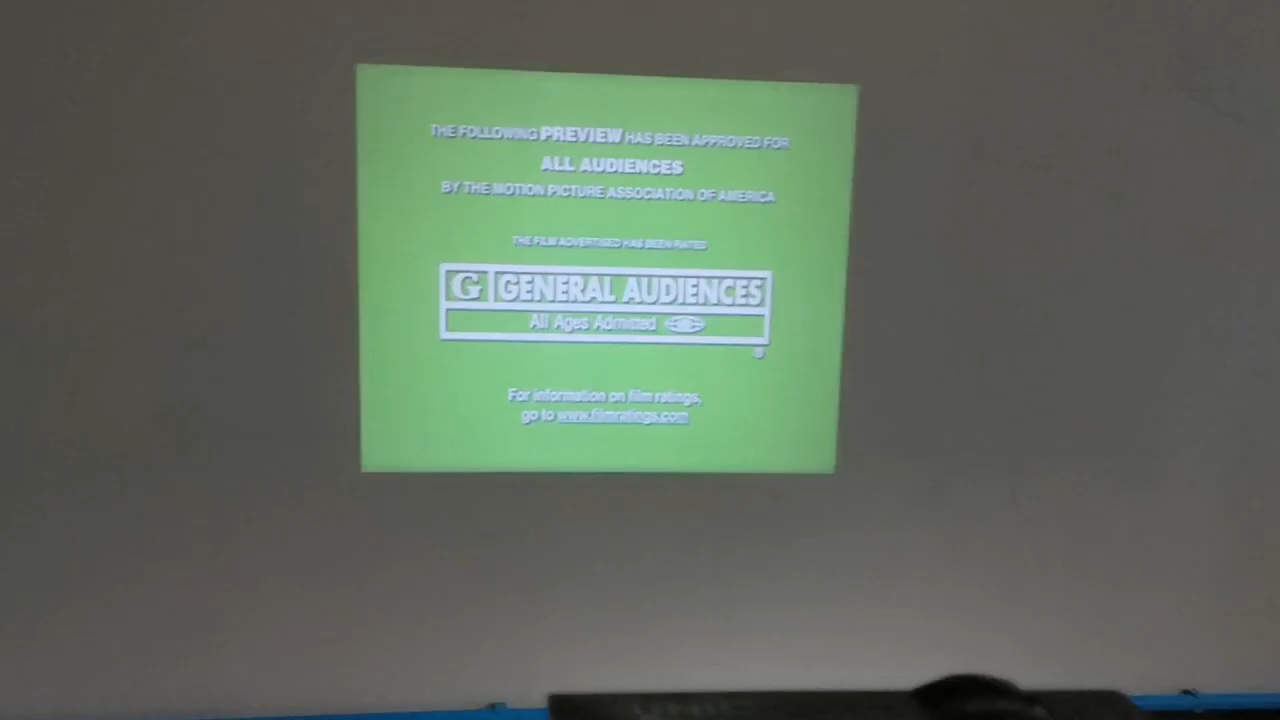 THE FOLLOWING PREVIEW HAS BEEN APPROVED FOR
ALL AUDIENCES
BY THE MOTION PICTURE ASSOCIATION OF AMERICA
THE FILM ADVERTISED HAS BEEN RATED
G GENERAL AUDIENCES
All Ages Admitted
®
For information on film ratings,
go to www.filmratings.com